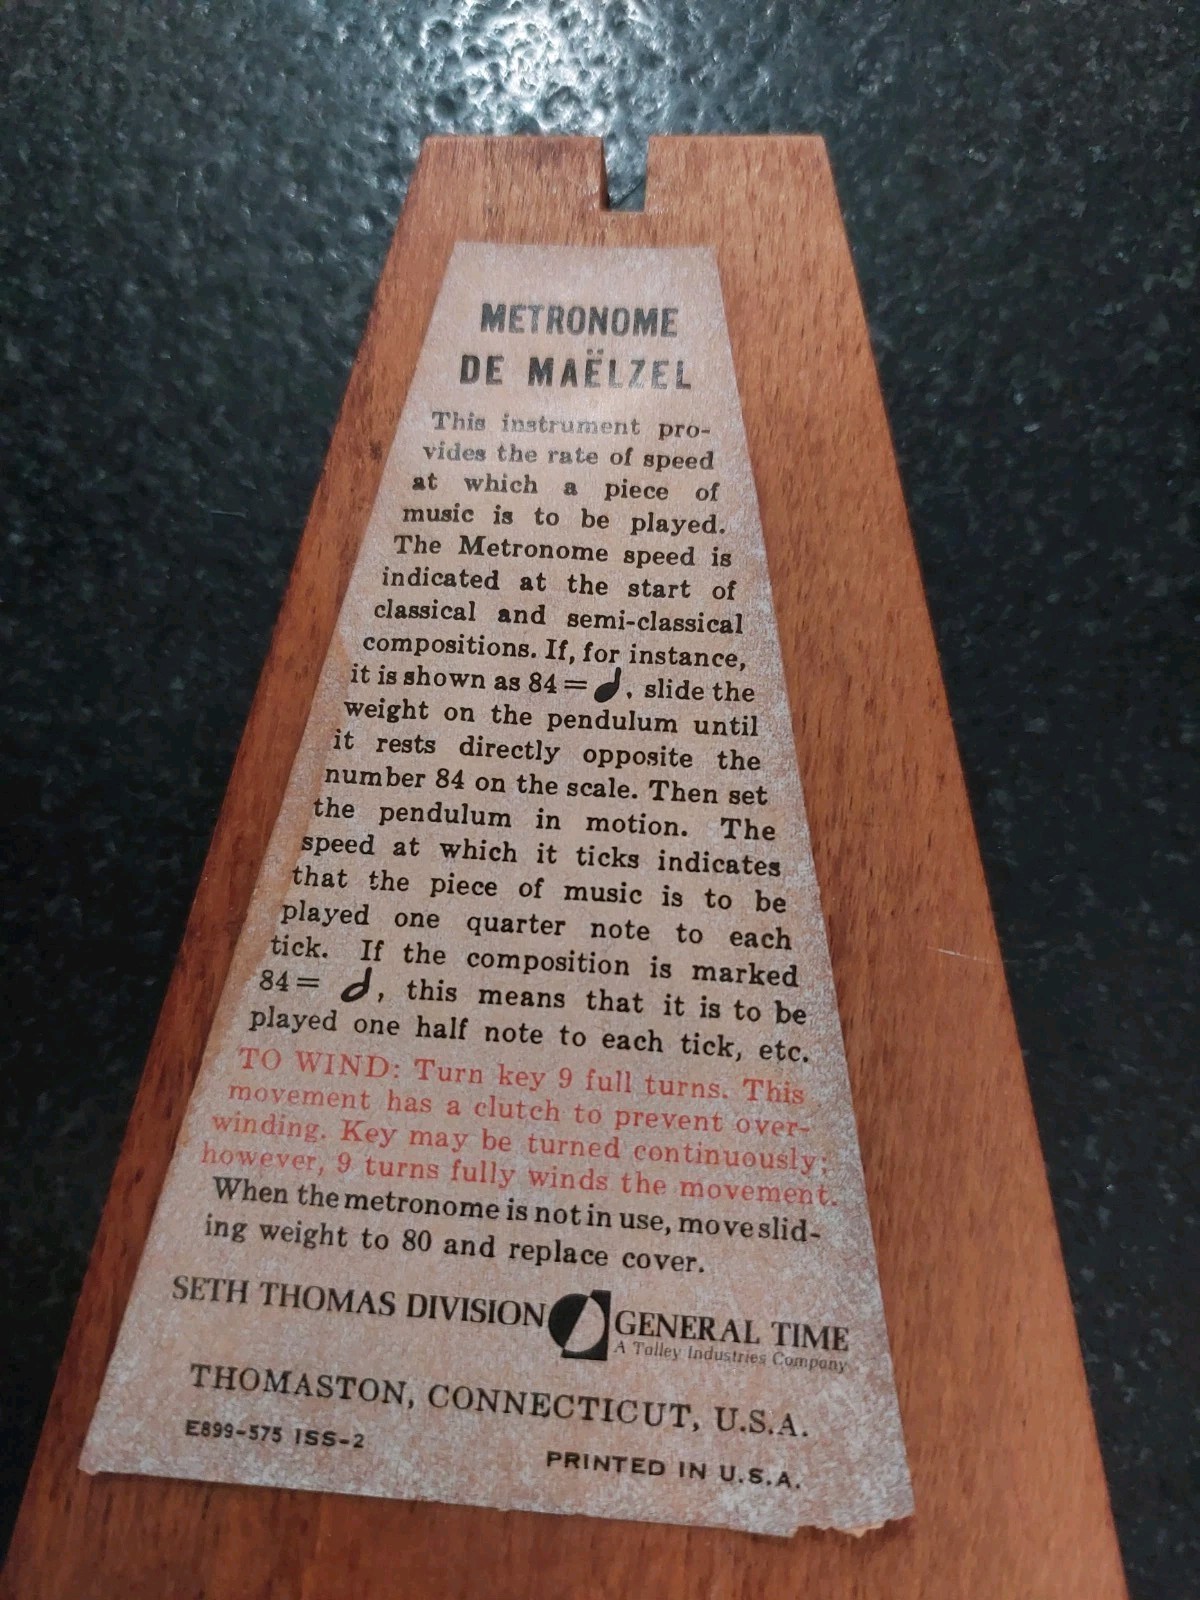 METRONOME
DE MAËLZEL
This instrument pro-
vides the rate of speed
at which a piece of
music is to be played.
The Metronome speed is
indicated at the start of
classical and semi-classical
compositions. If, for instance,
it is shown as 84 = 𝅘𝅥, slide the
weight on the pendulum until
it rests directly opposite the
number 84 on the scale. Then set
the pendulum in motion. The
speed at which it ticks indicates
that the piece of music is to be
played one quarter note to each
tick. If the composition is marked
84 = 𝅗𝅥, this means that it is to be
played one half note to each tick, etc.
TO WIND: Turn key 9 full turns. This
movement has a clutch to prevent over-
winding. Key may be turned continuously;
however, 9 turns fully winds the movement.
When the metronome is not in use, move slid-
ing weight to 80 and replace cover.
SETH THOMAS DIVISION GENERAL TIME
A Talley Industries Company
THOMASTON, CONNECTICUT, U.S.A.
E899-575 ISS-2
PRINTED IN U.S.A.